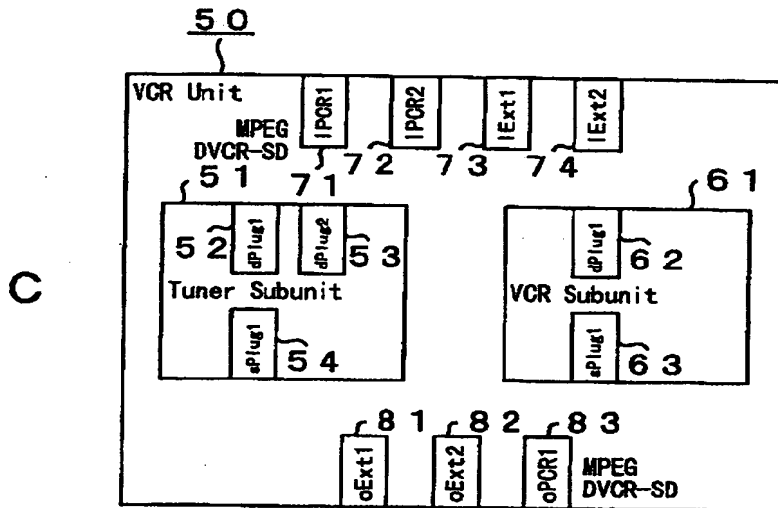 50
VCR Unit
IPCR1
IPCR2
IExt1
IExt2
MPEG
DVCR-SD
71
72
73
74
51
61
52
dPlug1
dPlug2
53
dPlug1
62
C
Tuner Subunit
VCR Subunit
sPlug1
54
sPlug1
63
81
82
83
oExt1
oExt2
oPCR1
MPEG
DVCR-SD